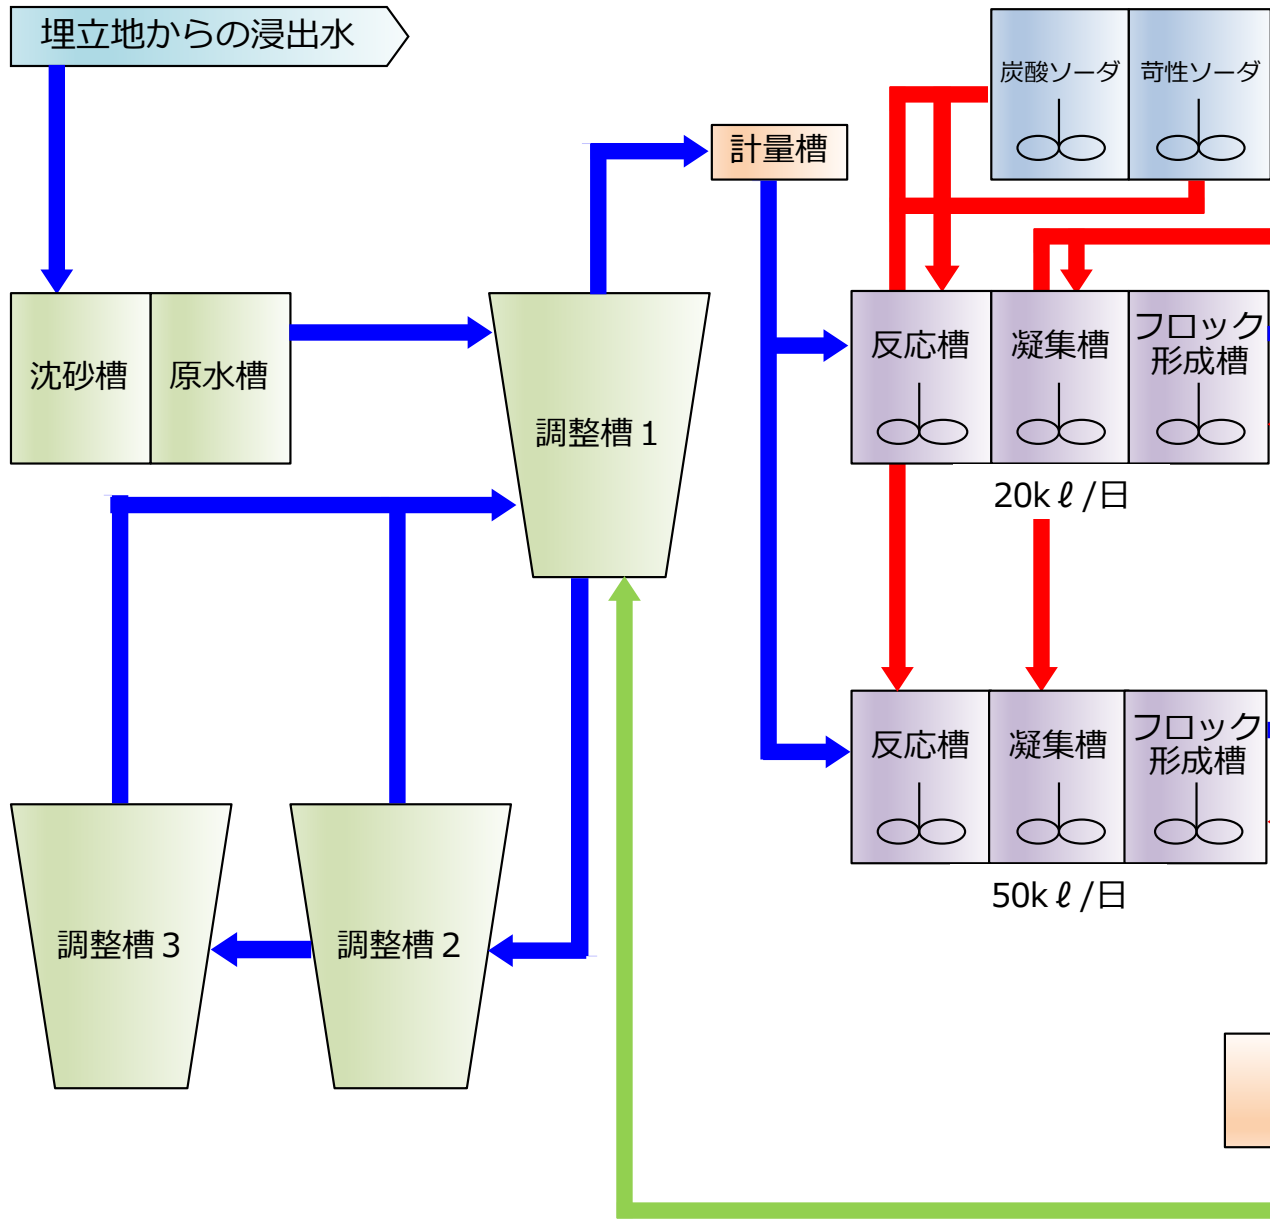 埋立地からの浸出水
炭酸ソーダ
苛性ソーダ
計量槽
沈砂槽
原水槽
調整槽１
反応槽
凝集槽
フロック
形成槽
20kℓ/日
反応槽
凝集槽
フロック
形成槽
50kℓ/日
調整槽３
調整槽２